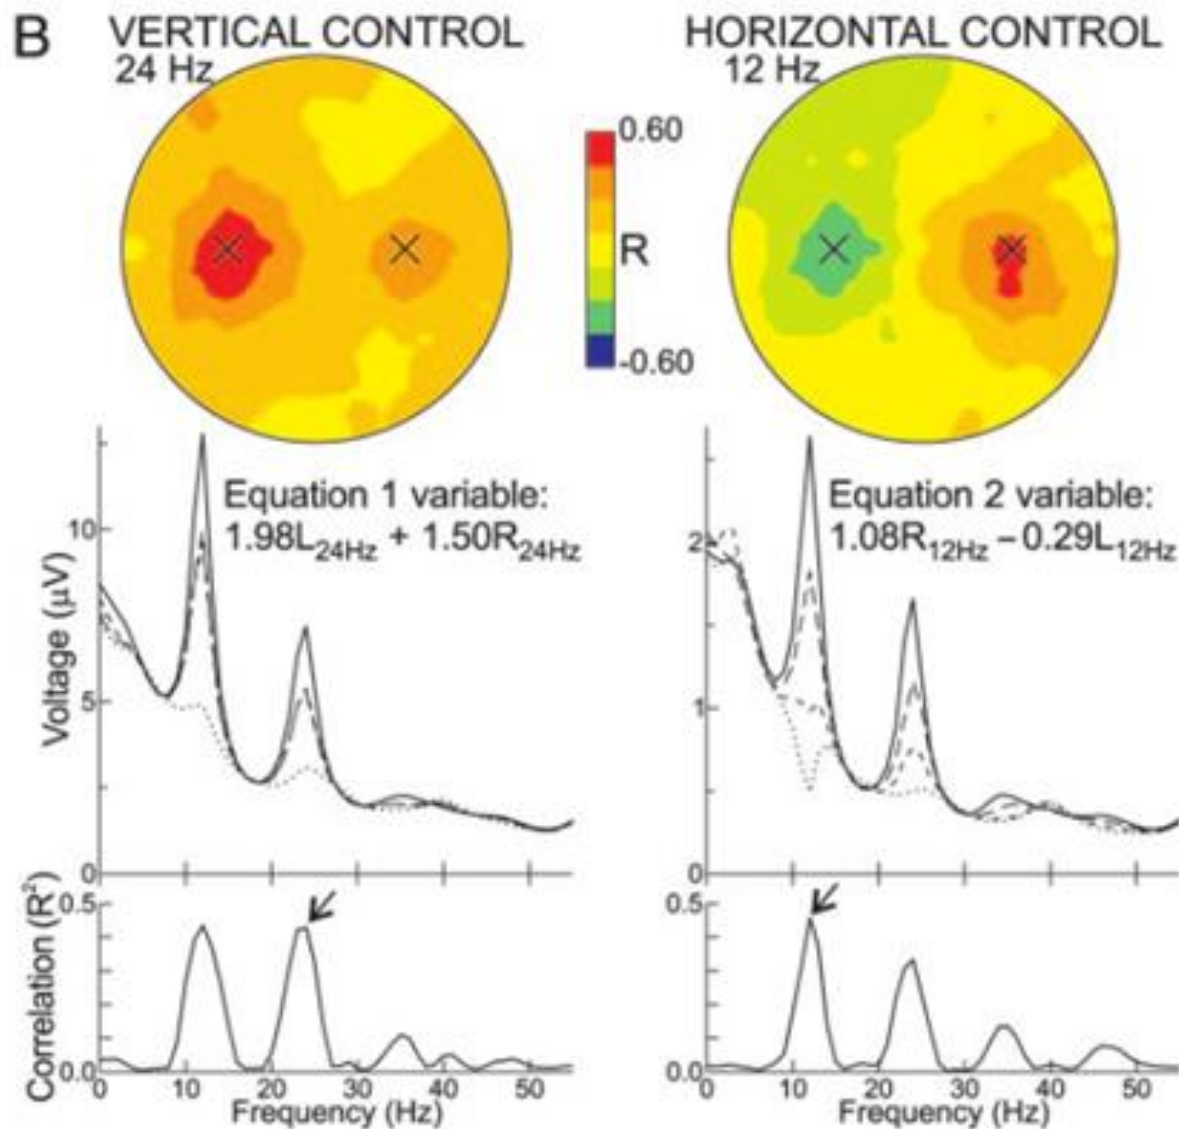 B
VERTICAL CONTROL
24 Hz
HORIZONTAL CONTROL
12 Hz
0.60
R
-0.60
Equation 1 variable:
1.98L24Hz + 1.50R24Hz
Voltage (µV)
10
5
0
Equation 2 variable:
1.08R12Hz – 0.29L12Hz
2
1
0
Correlation (R²)
0.5
0.0
0 10 20 30 40 50
Frequency (Hz)
0.5
0.0
0 10 20 30 40 50
Frequency (Hz)